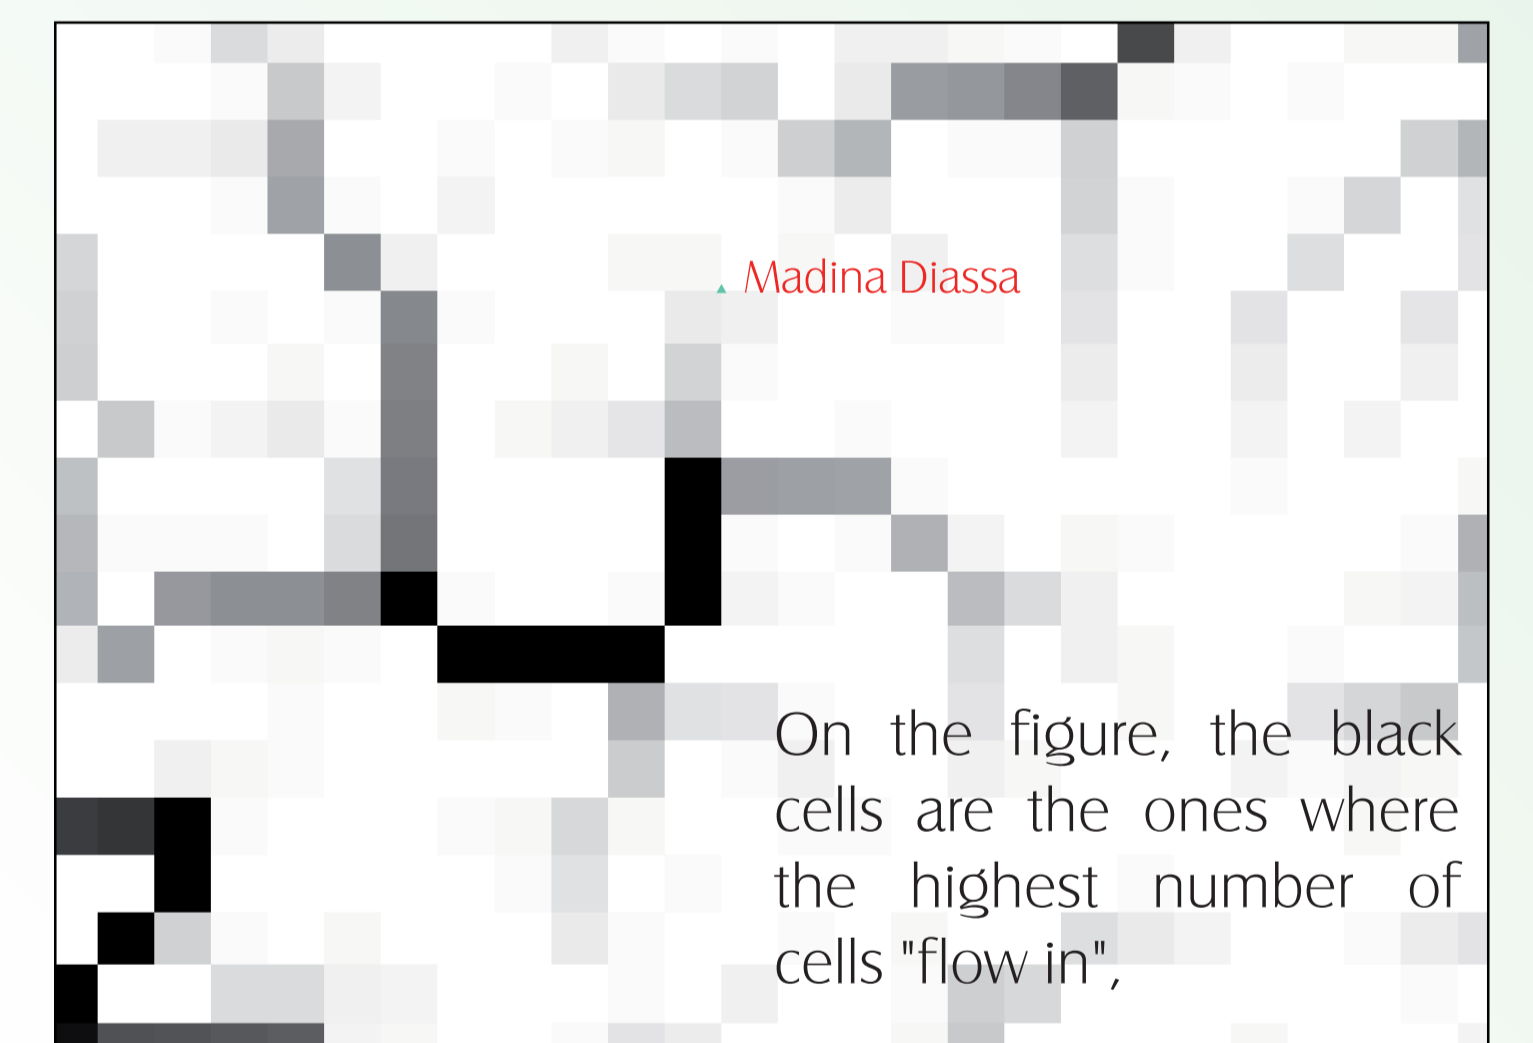 Madina Diassa
On the figure, the black
cells are the ones where
the highest number of
cells "flow in",